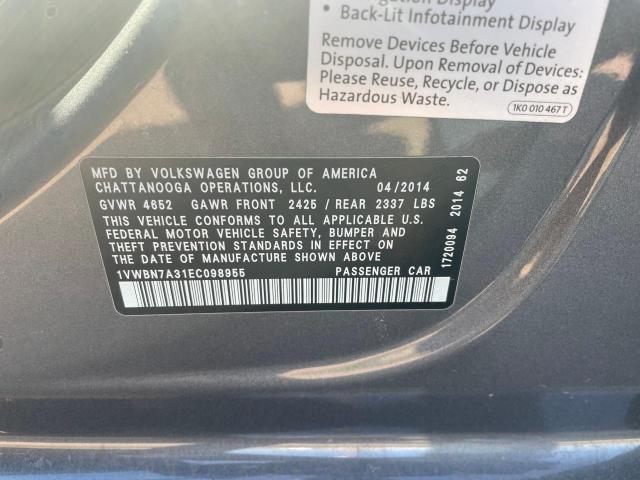 Display
• Back-Lit Infotainment Display
Remove Devices Before Vehicle
Disposal. Upon Removal of Devices:
Please Reuse, Recycle, or Dispose as
Hazardous Waste.
1K0 010 467 T
MFD BY VOLKSWAGEN GROUP OF AMERICA
CHATTANOOGA OPERATIONS, LLC. 04/2014
GVWR 4652 GAWR FRONT 2425 / REAR 2337 LBS
THIS VEHICLE CONFORMS TO ALL APPLICABLE U.S.
FEDERAL MOTOR VEHICLE SAFETY, BUMPER AND
THEFT PREVENTION STANDARDS IN EFFECT ON
THE DATE OF MANUFACTURE SHOWN ABOVE
1VWBN7A31EC098955 PASSENGER CAR
1720094 2014 62